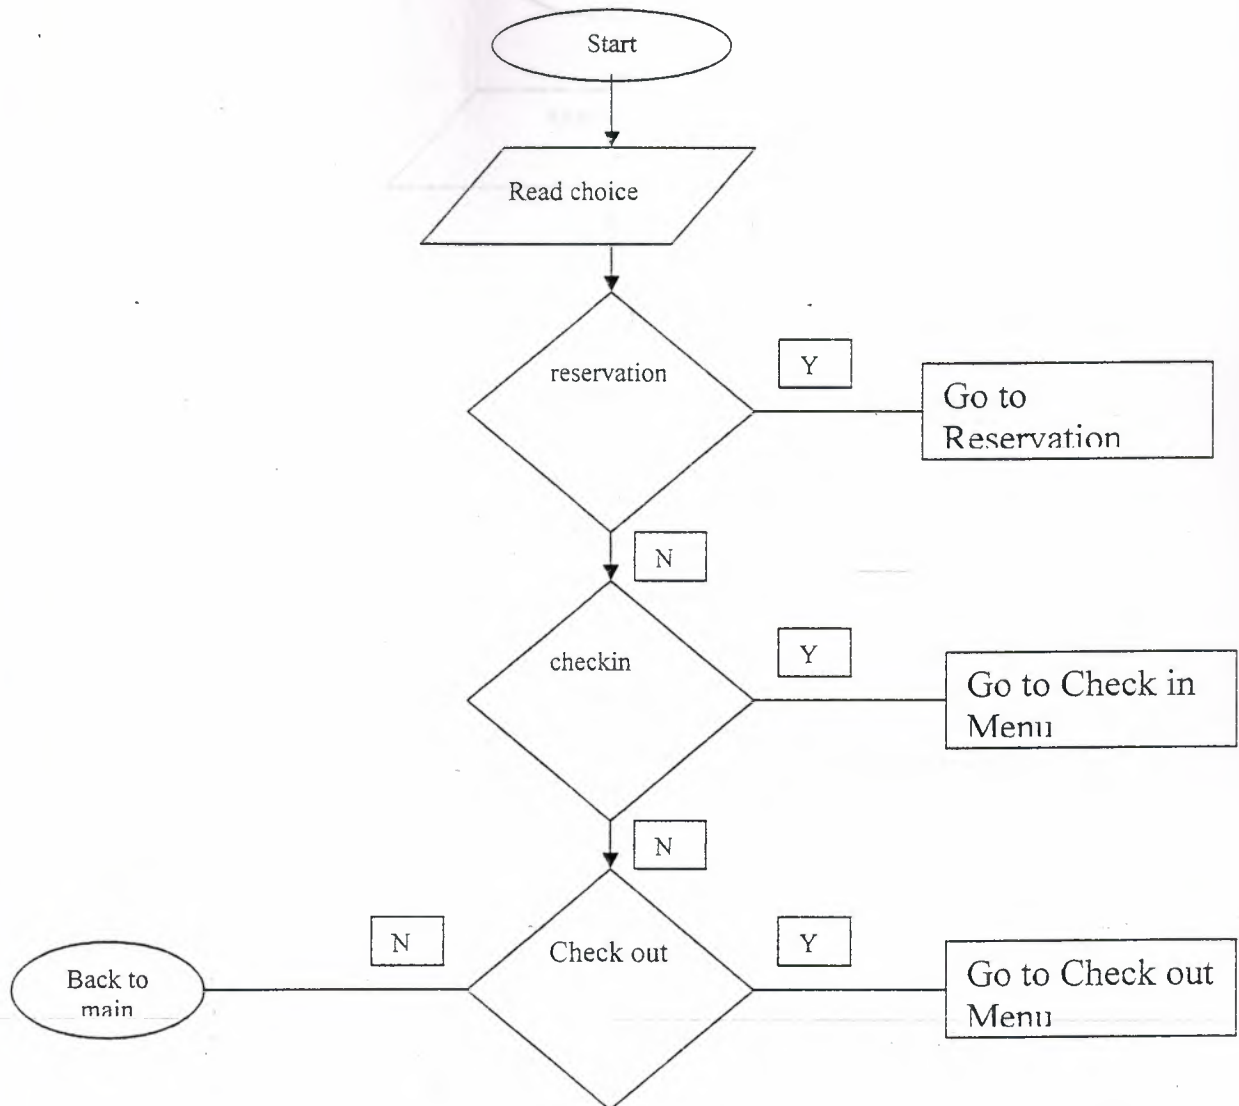 Start
Read choice
reservation
Y
Go to
Reservation
N
checkin
Y
Go to Check in
Menu
N
Check out
N
Y
Back to
main
Go to Check out
Menu